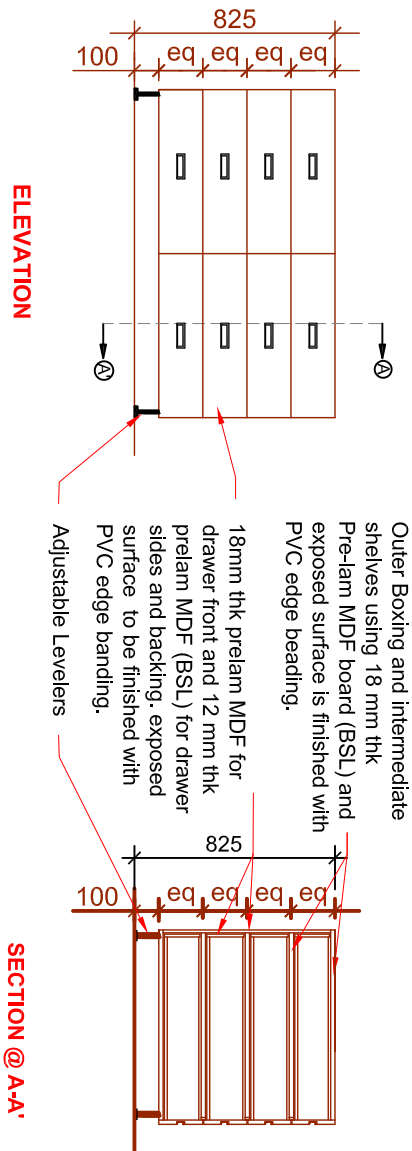 825
100
eq
eq
eq
eq
A'
A
ELEVATION
Outer Boxing and intermediate
shelves using 18 mm thk
Pre-lam MDF board (BSL) and
exposed surface is finished with
PVC edge beading.
18mm thk prelam MDF for
drawer front and 12 mm thk
prelam MDF (BSL) for drawer
sides and backing. exposed
surface to be finished with
PVC edge banding.
Adjustable Levelers
825
100
eq
eq
eq
eq
SECTION @ A-A'